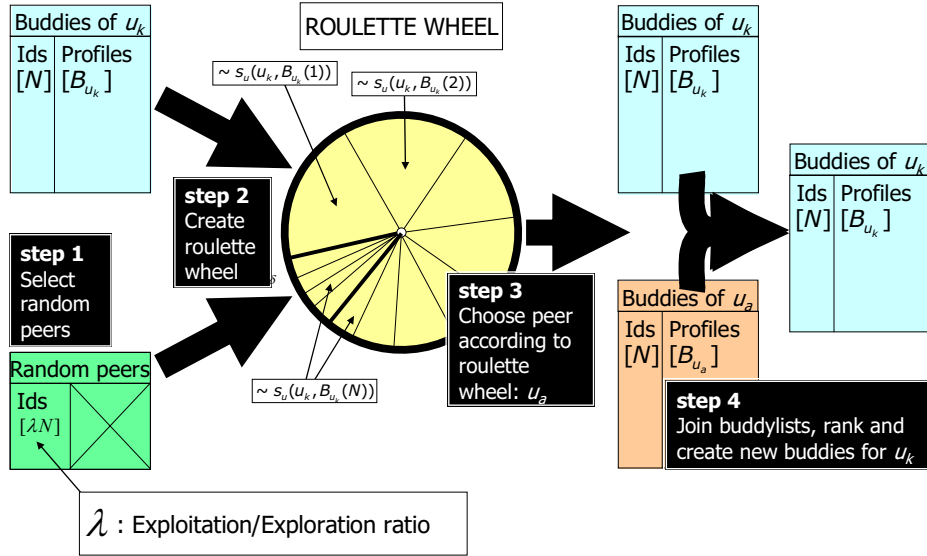 Buddies of u_k
Ids Profiles
[N] [B_{u_k}]
ROULETTE WHEEL
~ s_u(u_k, B_{u_k}(1))
~ s_u(u_k, B_{u_k}(2))
step 2
Create
roulette
wheel
δ
step 1
Select
random
peers
Random peers
Ids
[λN]
~ s_u(u_k, B_{u_k}(N))
λ : Exploitation/Exploration ratio
step 3
Choose peer
according to
roulette
wheel: u_a
Buddies of u_k
Ids Profiles
[N] [B_{u_k}]
Buddies of u_a
Ids Profiles
[N] [B_{u_a}]
step 4
Join buddylists, rank and
create new buddies for u_k
Buddies of u_k
Ids Profiles
[N] [B_{u_k}]